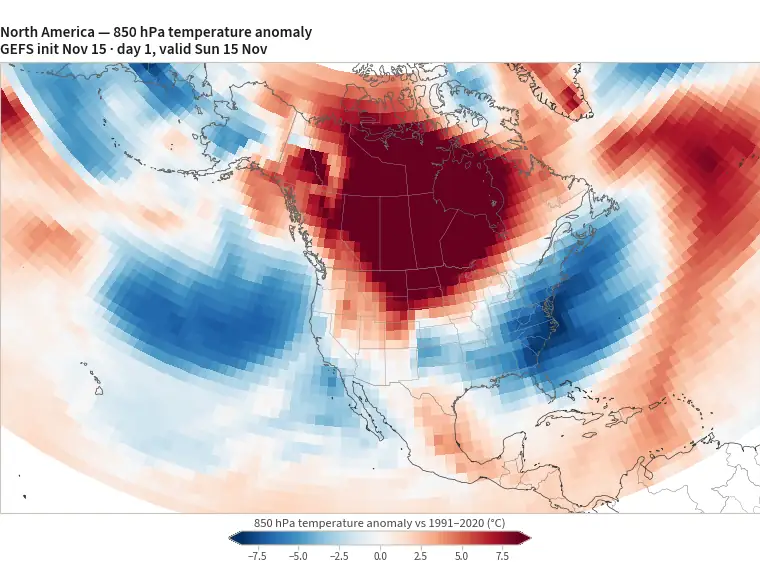 North America — 850 hPa temperature anomaly
GEFS init Nov 15 · day 1, valid Sun 15 Nov
850 hPa temperature anomaly vs 1991–2020 (°C)
−7.5 −5.0 −2.5 0.0 2.5 5.0 7.5